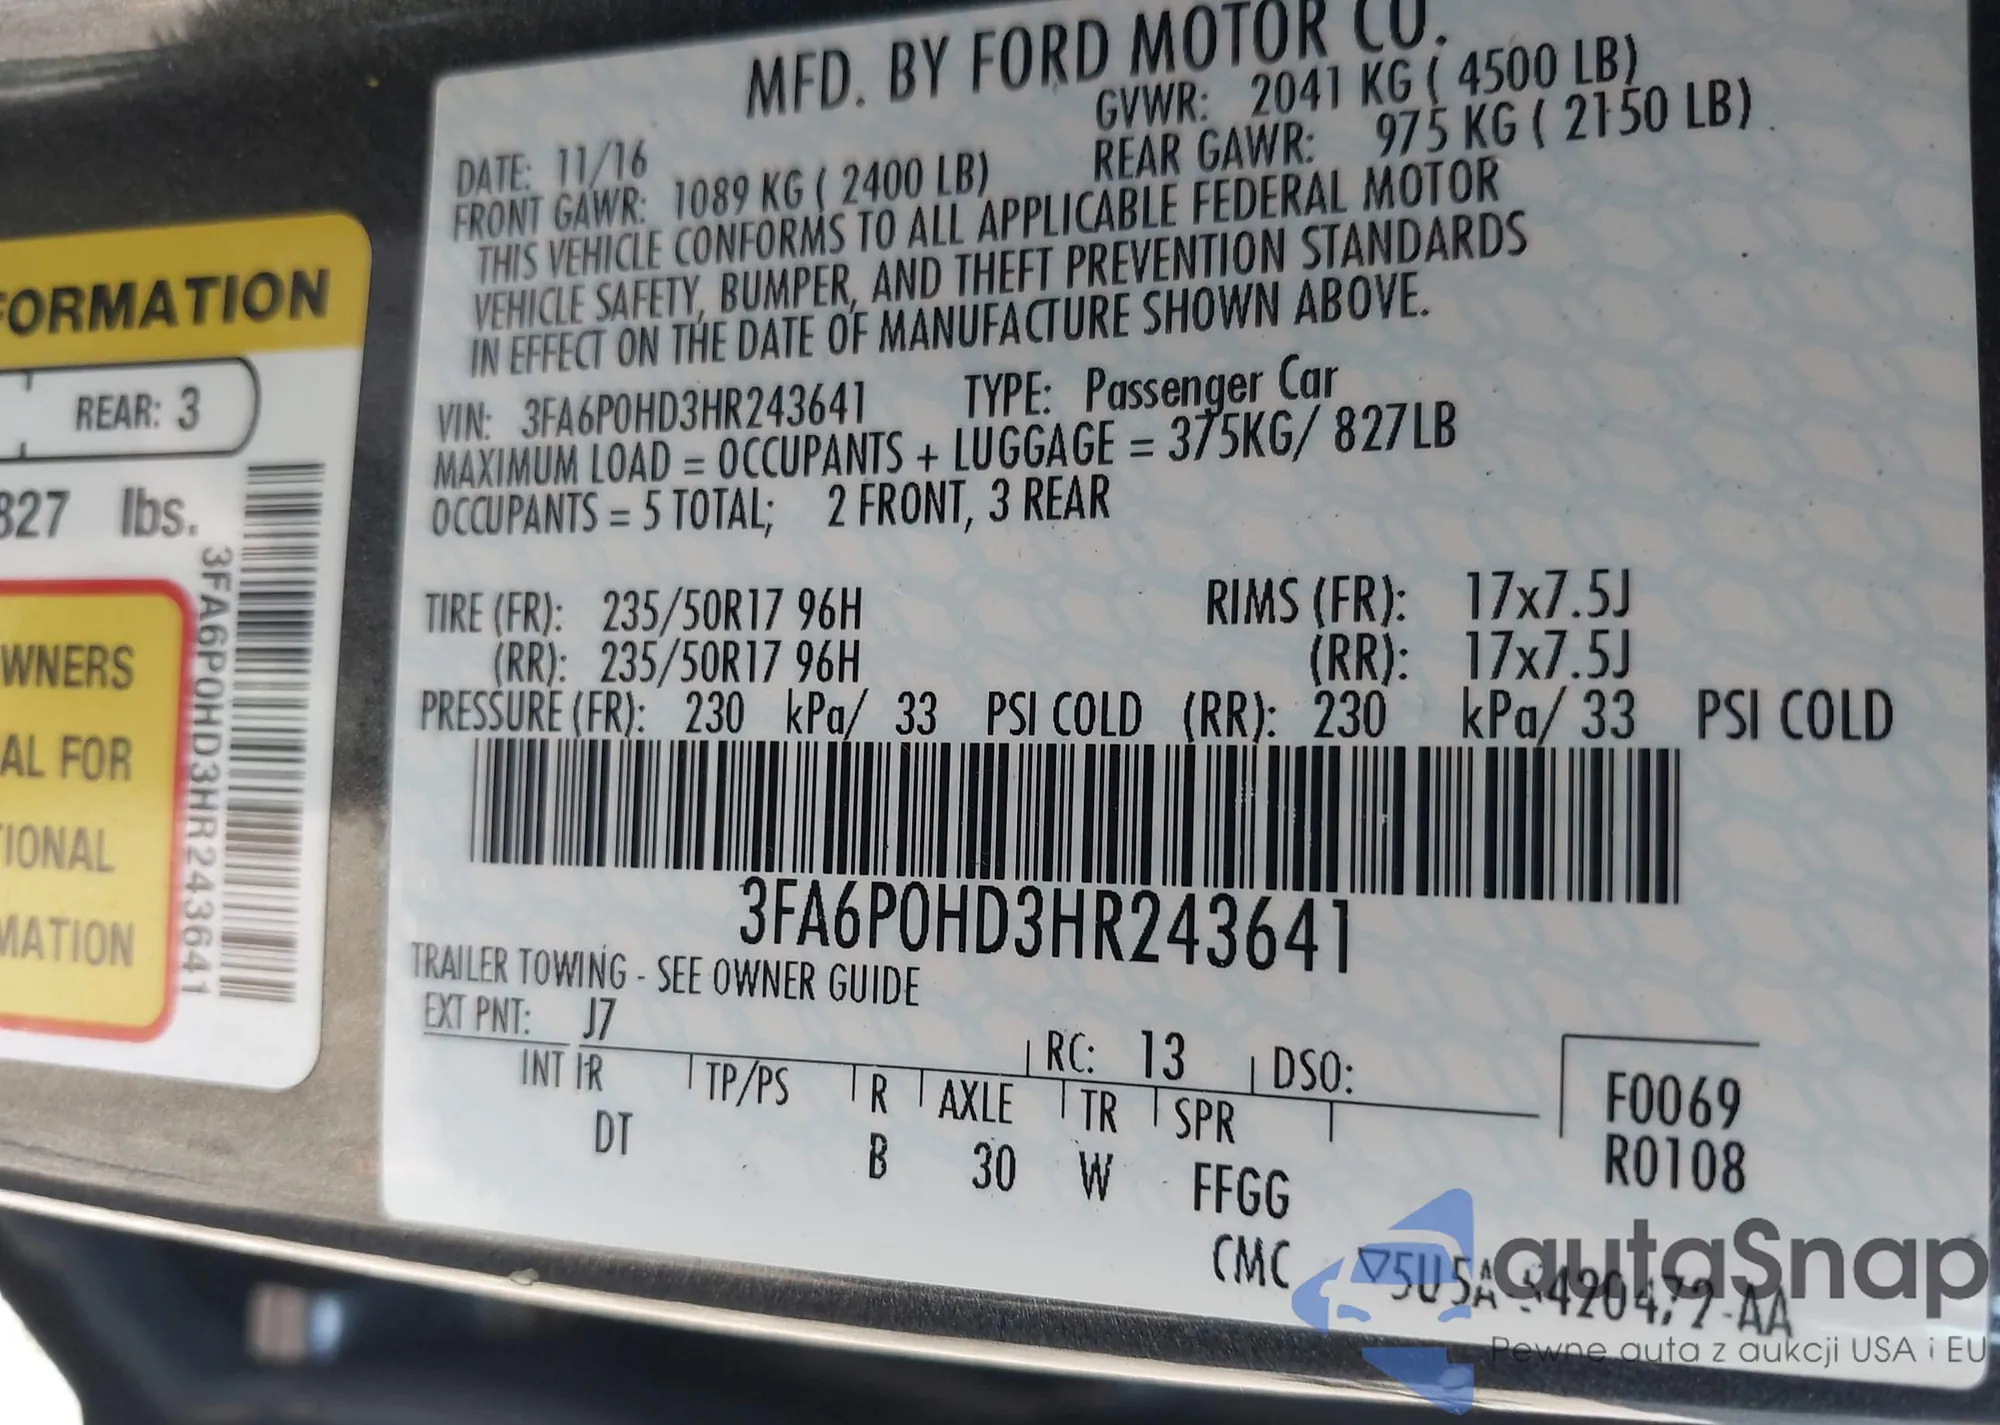 MFD. BY FORD MOTOR CO.
DATE: 11/16 GVWR: 2041 KG ( 4500 LB)
FRONT GAWR: 1089 KG ( 2400 LB) REAR GAWR: 975 KG ( 2150 LB)
THIS VEHICLE CONFORMS TO ALL APPLICABLE FEDERAL MOTOR
VEHICLE SAFETY, BUMPER, AND THEFT PREVENTION STANDARDS
IN EFFECT ON THE DATE OF MANUFACTURE SHOWN ABOVE.
VIN: 3FA6P0HD3HR243641 TYPE: Passenger Car
MAXIMUM LOAD = OCCUPANTS + LUGGAGE = 375KG/ 827LB
OCCUPANTS = 5 TOTAL; 2 FRONT, 3 REAR
TIRE (FR): 235/50R17 96H RIMS (FR): 17x7.5J
(RR): 235/50R17 96H (RR): 17x7.5J
PRESSURE (FR): 230 kPa/ 33 PSI COLD (RR): 230 kPa/ 33 PSI COLD
3FA6P0HD3HR243641
TRAILER TOWING - SEE OWNER GUIDE
EXT PNT: J7 RC: 13 DSO:
INT TR TP/PS R AXLE TR SPR
DT B 30 W FFGG
F0069
R0108
CMC
autaSnap
Pewne auta z aukcji USA i EU
FORMATION
REAR: 3
827 lbs.
3FA6P0HD3HR243641
WNERS
AL FOR
IONAL
MATION